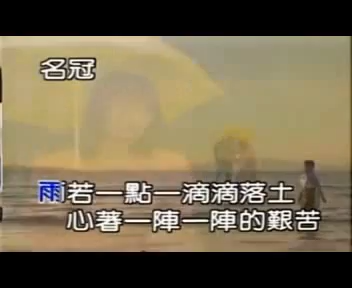 名冠
雨若一點一滴滴落土
心著一陣一陣的艱苦